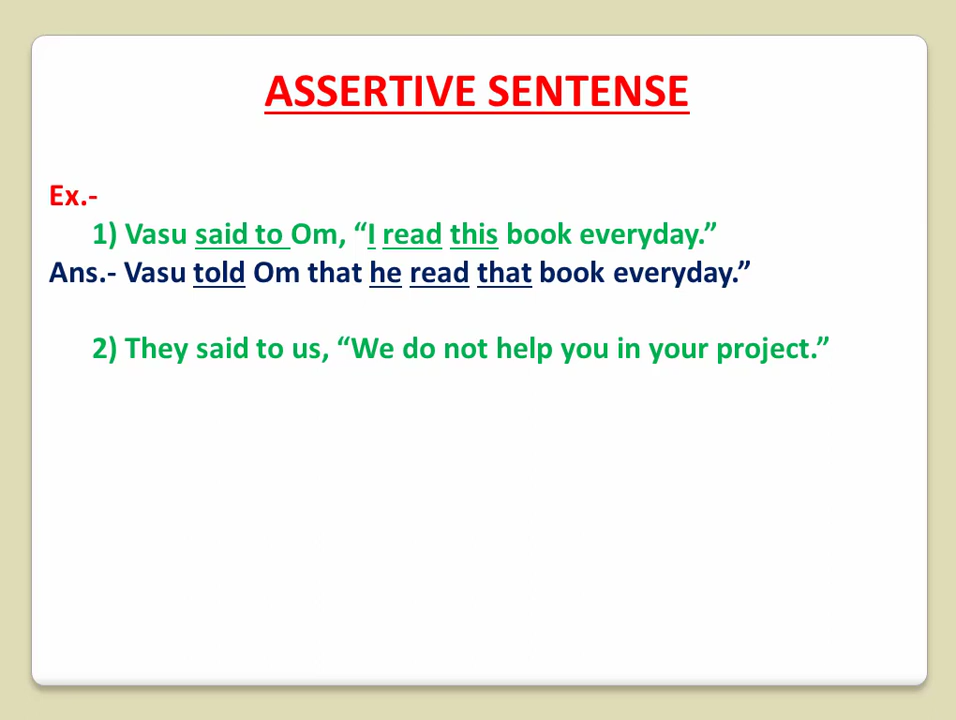 ASSERTIVE SENTENSE
Ex.-
1) Vasu said to Om, “I read this book everyday.”
Ans.- Vasu told Om that he read that book everyday.”
2) They said to us, “We do not help you in your project.”